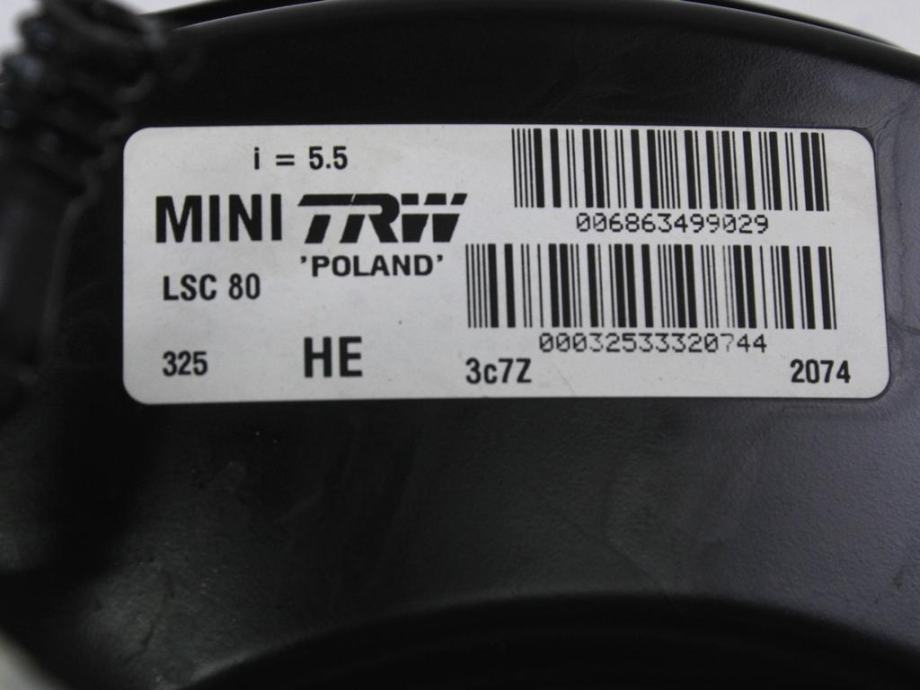 i = 5.5
006863499029
MINI TRW
'POLAND'
LSC 80
00032533320744
325 HE 3c7Z 2074